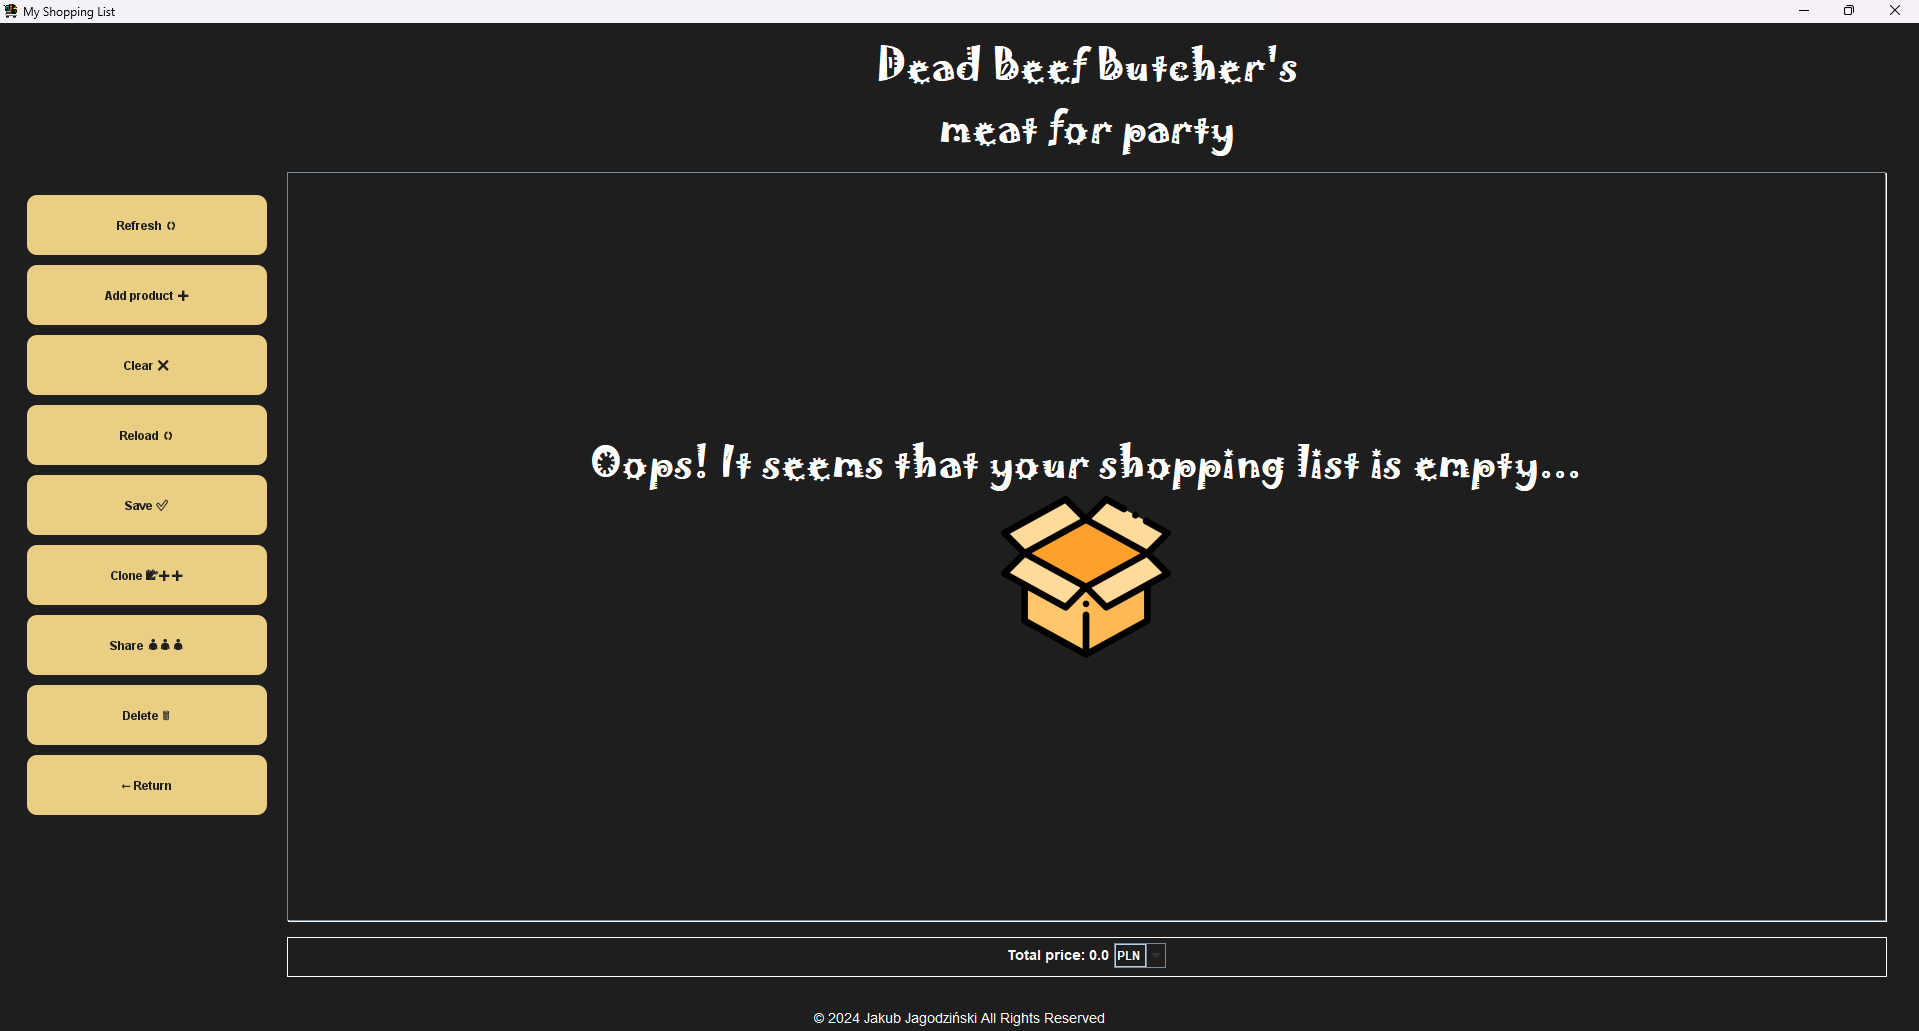 My Shopping List
Dead Beef Butcher's
meat for party
Refresh
Add product ➕
Clear ✕
Reload
Save
Clone
Share
Delete
← Return
Oops! It seems that your shopping list is empty...
Total price: 0.0 PLN
© 2024 Jakub Jagodziński All Rights Reserved